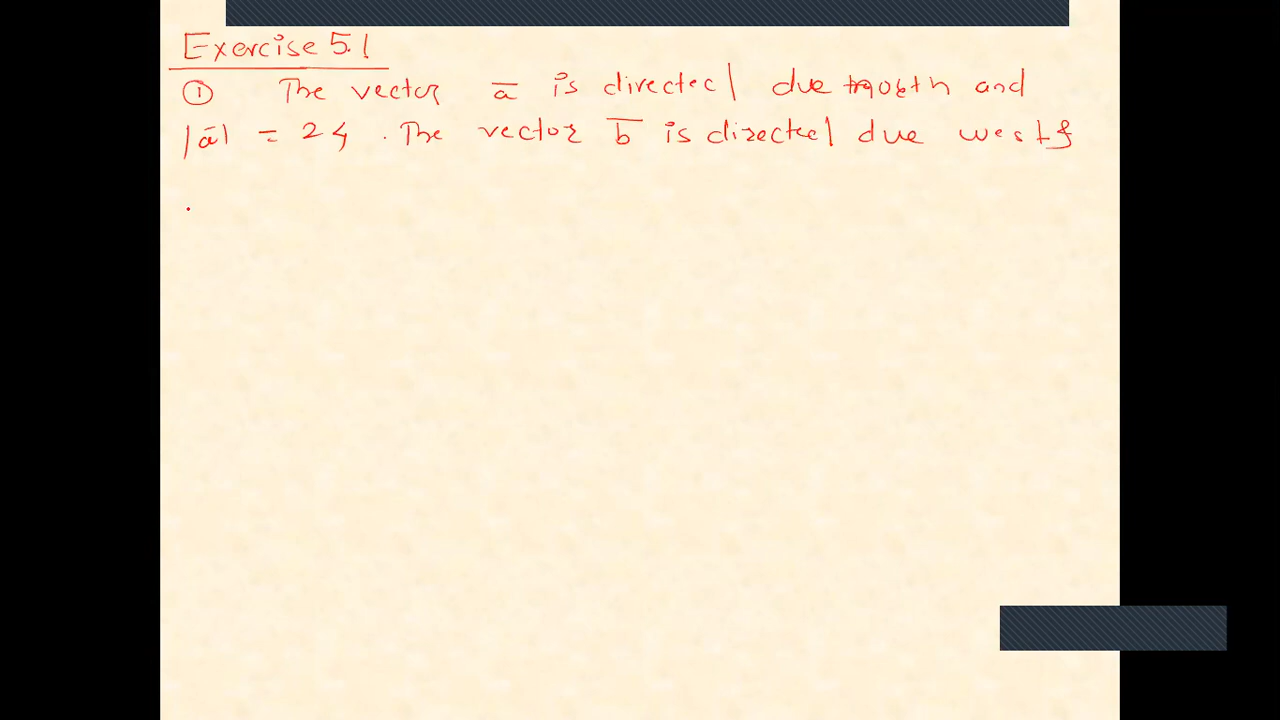 Exercise 5.1
① The vector a̅ is directed due north and
|a̅| = 24. The vector b̅ is directed due west &